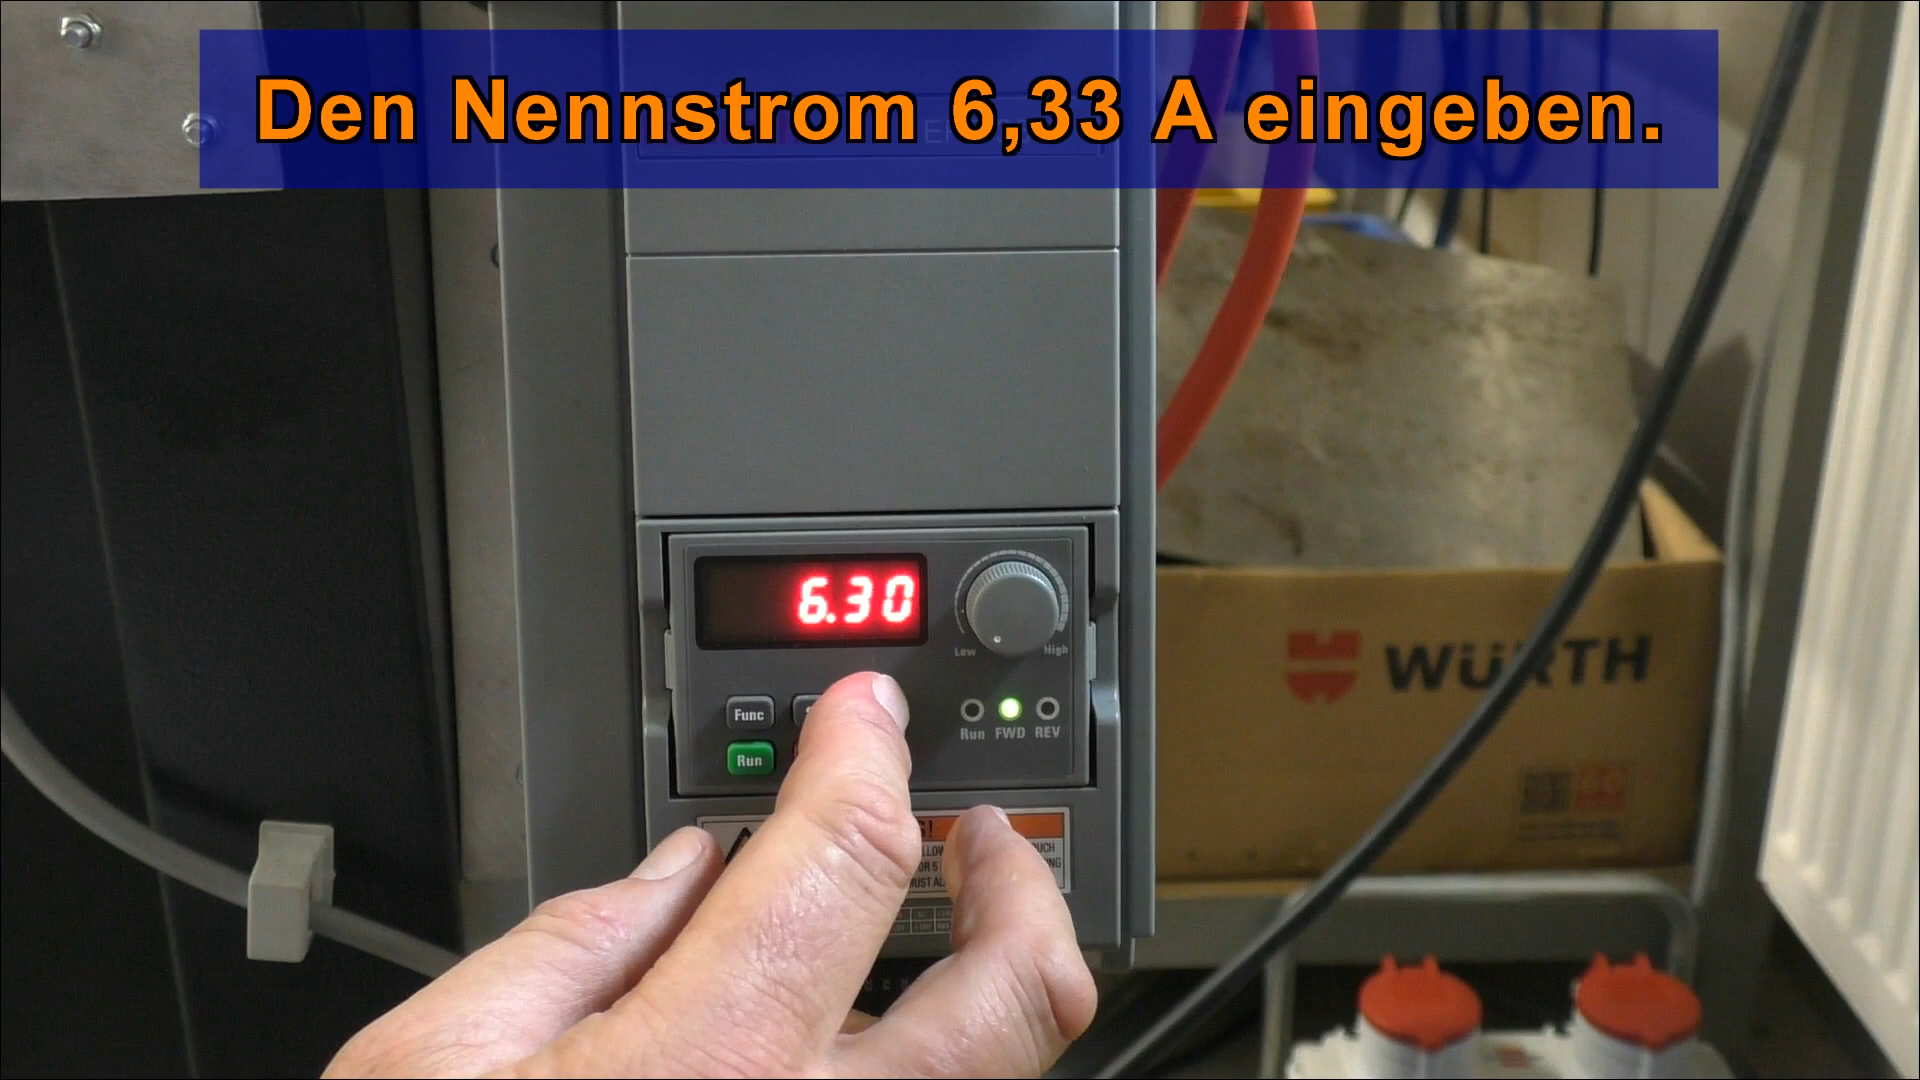 Den Nennstrom 6,33 A eingeben.
6.30
Low
High
Func
Run FWD REV
Run
WÜRTH